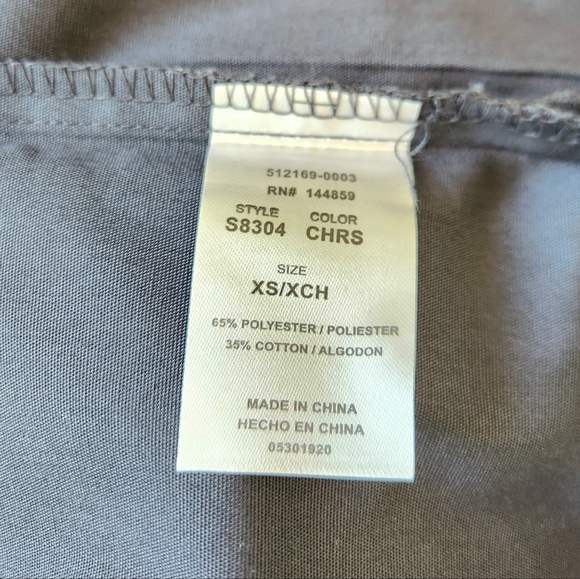 512169-0003
RN# 144859
STYLE COLOR
S8304 CHRS
SIZE
XS/XCH
65% POLYESTER / POLIESTER
35% COTTON / ALGODON
MADE IN CHINA
HECHO EN CHINA
05301920